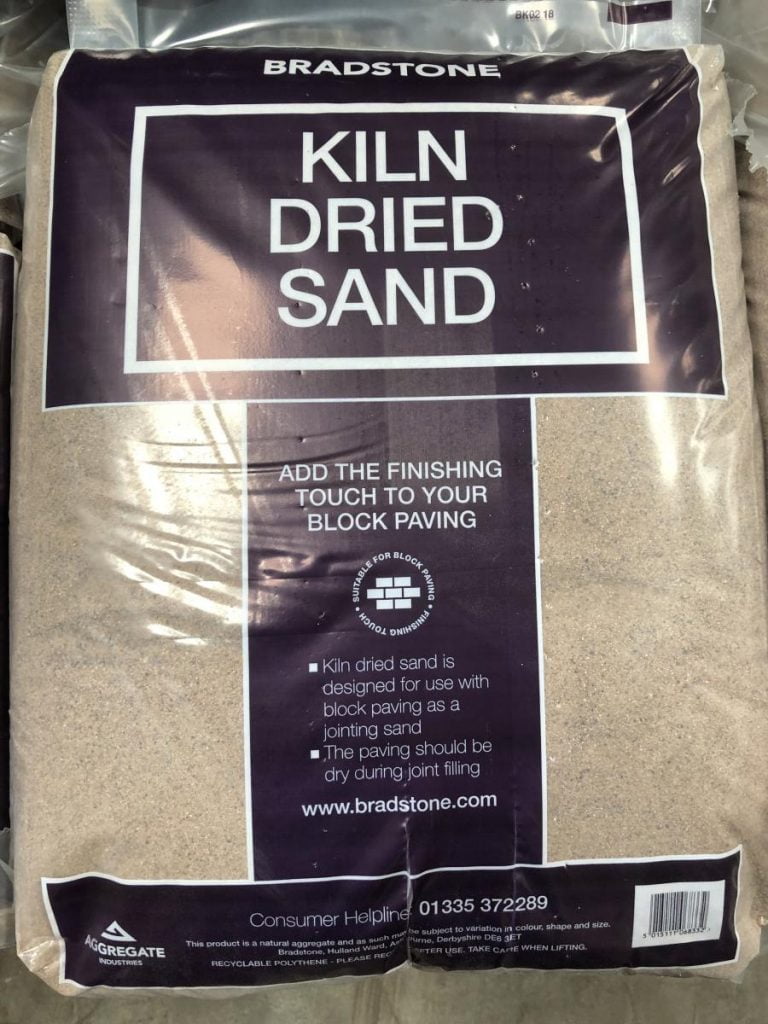 BK02 18
BRADSTONE
KILN
DRIED
SAND
ADD THE FINISHING
TOUCH TO YOUR
BLOCK PAVING
SUITABLE FOR BLOCK PAVING • FINISHING TOUCH •
Kiln dried sand is
designed for use with
block paving as a
jointing sand
The paving should be
dry during joint filling
www.bradstone.com
Consumer Helpline 01335 372289
AGGREGATE
INDUSTRIES
This product is a natural aggregate and as such may be subject to variation in colour, shape and size.
Bradstone, Hulland Ward, Derbyshire DE6 3ET
RECYCLABLE POLYTHENE - PLEASE AFTER USE. TAKE CARE WHEN LIFTING.